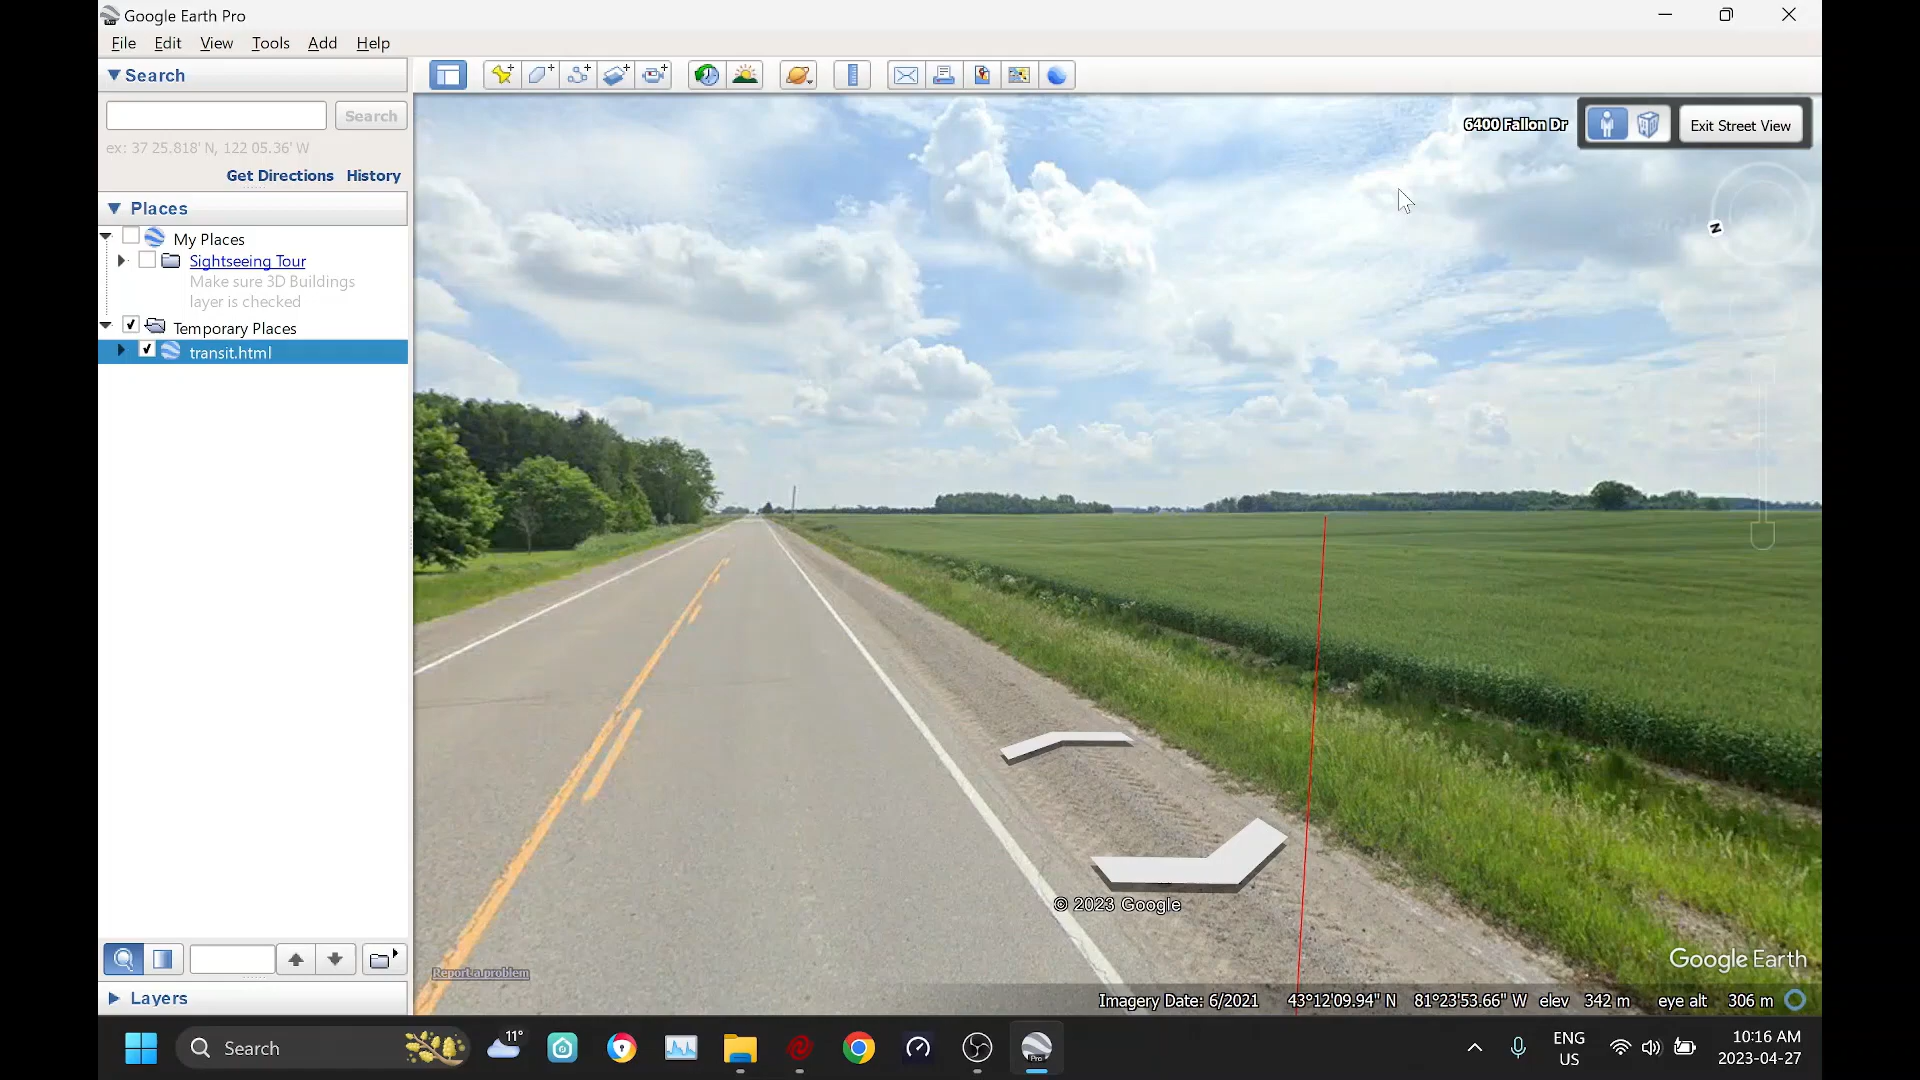 Google Earth Pro
File Edit View Tools Add Help
Search
Search
ex: 37 25.818' N, 122 05.36' W
Get Directions History
Places
My Places
Sightseeing Tour
Make sure 3D Buildings
layer is checked
Temporary Places
transit.html
Layers
6400 Fallon Dr
Exit Street View
N
© 2023 Google
Report a problem
Google Earth
Imagery Date: 6/2021 43°12'09.94" N 81°23'53.66" W elev 342 m eye alt 306 m
Search
11°
Pro
ENG
US
10:16 AM
2023-04-27